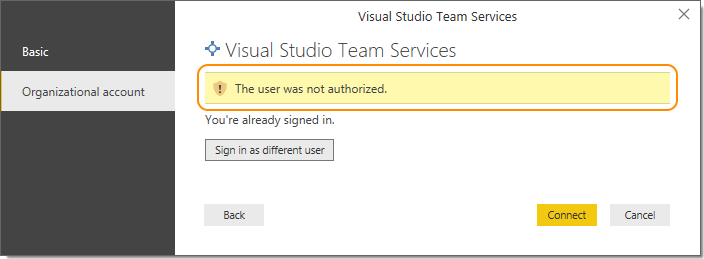 Visual Studio Team Services
Basic
Organizational account
Visual Studio Team Services
The user was not authorized.
You're already signed in.
Sign in as different user
Back
Connect
Cancel